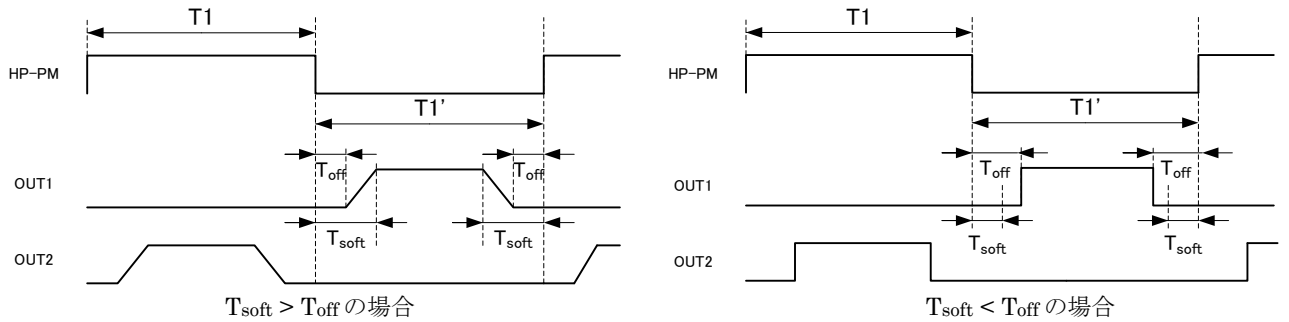 T1
HP-PM
T1'
Toff
Toff
OUT1
Tsoft
Tsoft
OUT2
Tsoft > Toff の場合
T1
HP-PM
T1'
Toff
Toff
OUT1
Tsoft
Tsoft
OUT2
Tsoft < Toff の場合